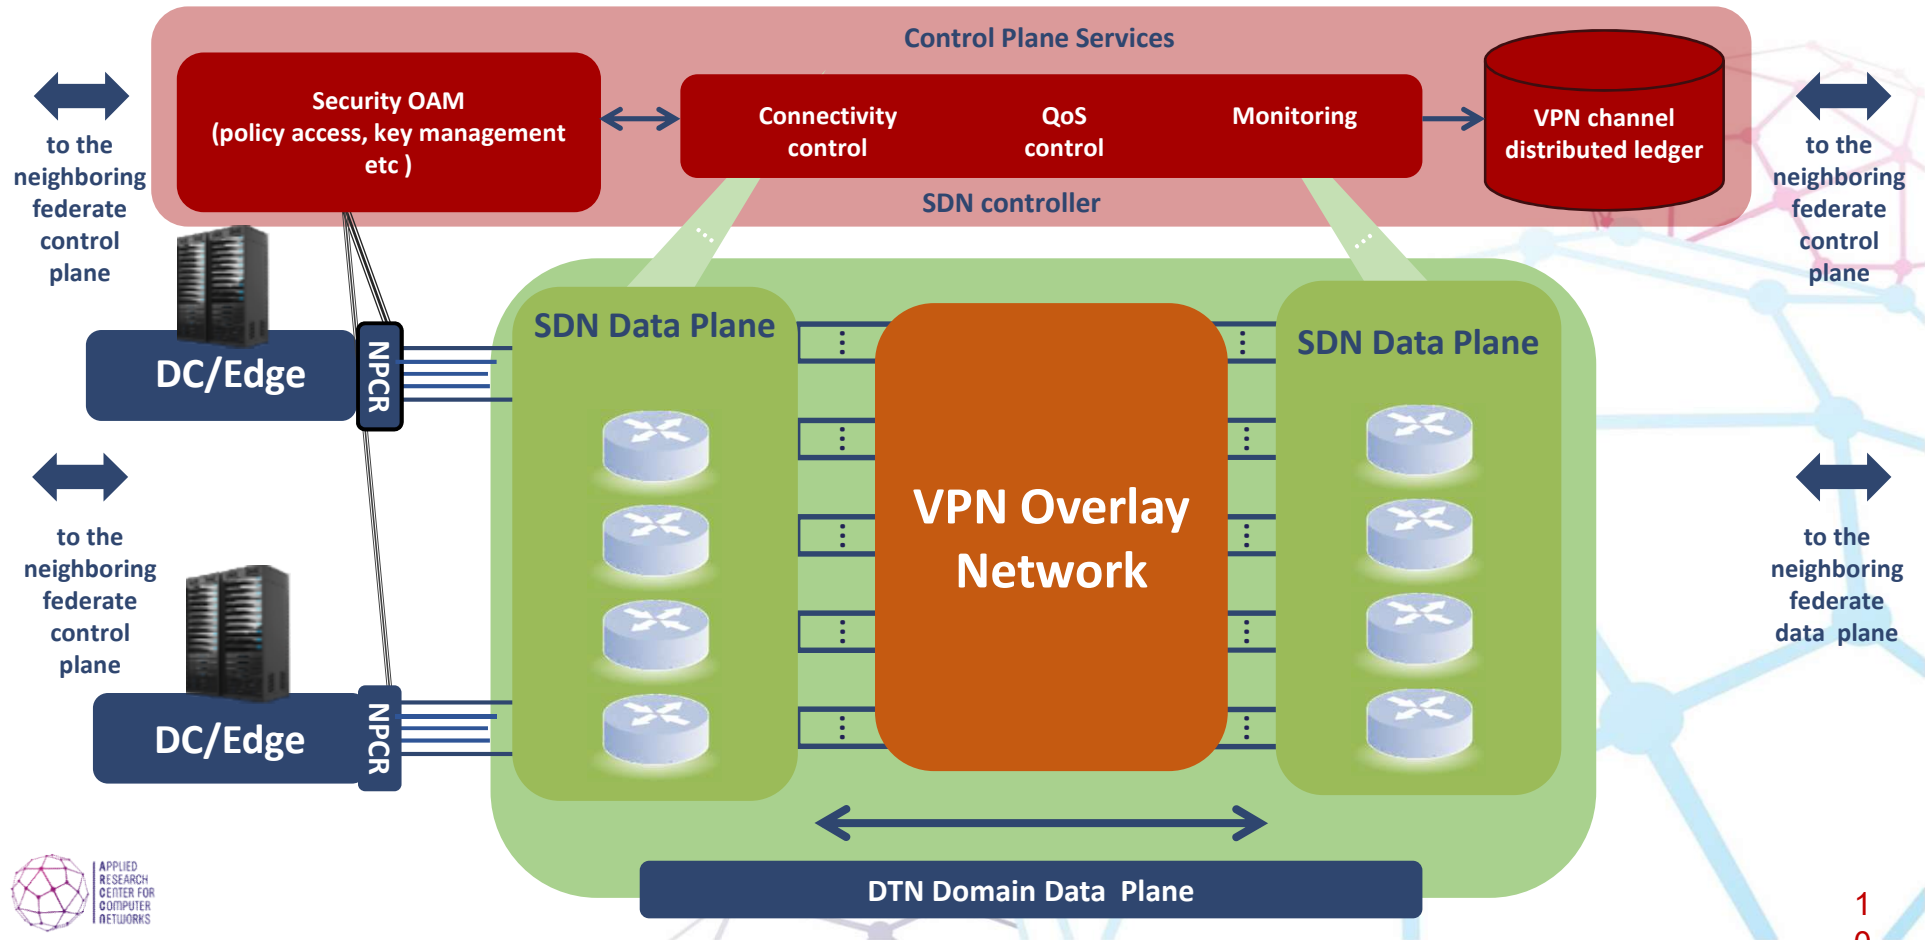 Control Plane Services
Security OAM
(policy access, key management
etc )
Connectivity
control
QoS
control
Monitoring
VPN channel
distributed ledger
SDN controller
to the
neighboring
federate
control
plane
to the
neighboring
federate
control
plane
SDN Data Plane
SDN Data Plane
DC/Edge
NPCR
VPN Overlay
Network
to the
neighboring
federate
control
plane
to the
neighboring
federate
data  plane
DC/Edge
NPCR
DTN Domain Data  Plane
APPLIED
RESEARCH
CENTER FOR
COMPUTER
NETWORKS
1